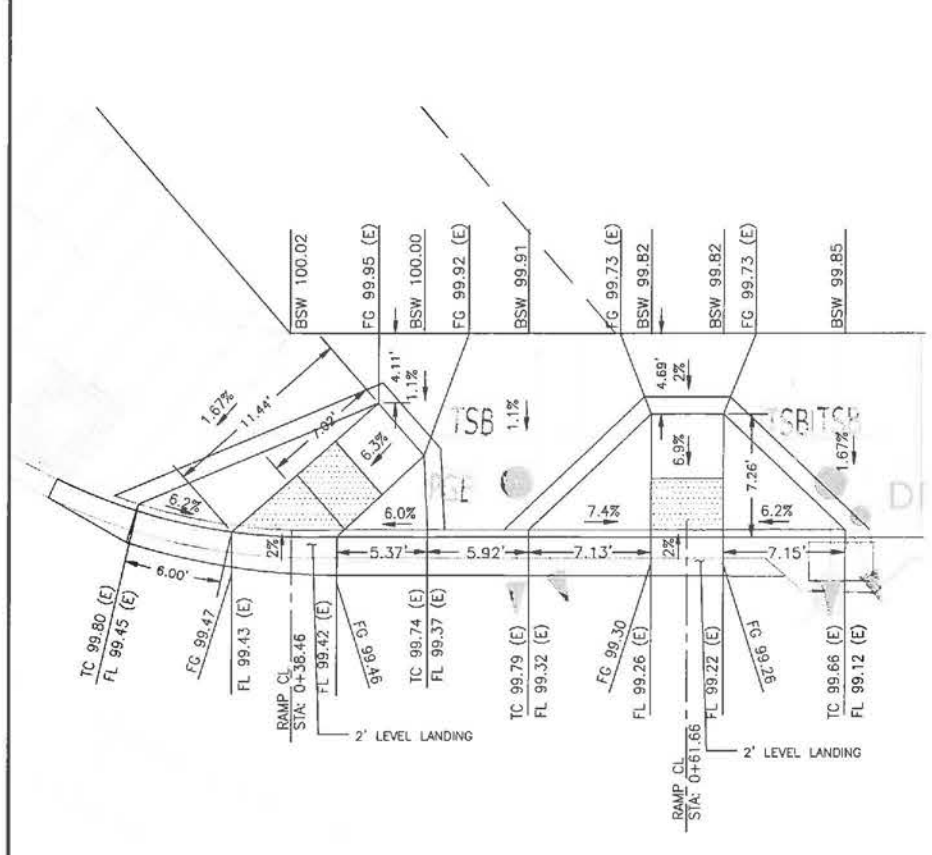 BSW 100.02
FG 99.95 (E)
BSW 100.00
FG 99.92 (E)
BSW 99.91
FG 99.73 (E)
BSW 99.82
BSW 99.82
FG 99.73 (E)
BSW 99.85
1.67%
11.44'
7.02'
4.11'
1.1%
TSB
1.1%
4.69'
2%
TSB
TSB
1.67%
6.3%
6.9%
7.26'
6.2%
6.0%
7.4%
6.2%
2%
5.37'
5.92'
7.13'
2%
7.15'
6.00'
TC 99.80 (E)
FL 99.45 (E)
FG 99.47
FL 99.43 (E)
RAMP CL
STA: 0+38.46
FL 99.42 (E)
FG 99.46
TC 99.74 (E)
FL 99.37 (E)
TC 99.79 (E)
FL 99.32 (E)
FG 99.30
FL 99.26 (E)
RAMP CL
STA: 0+61.66
FL 99.22 (E)
FG 99.26
TC 99.66 (E)
FL 99.12 (E)
2' LEVEL LANDING
2' LEVEL LANDING